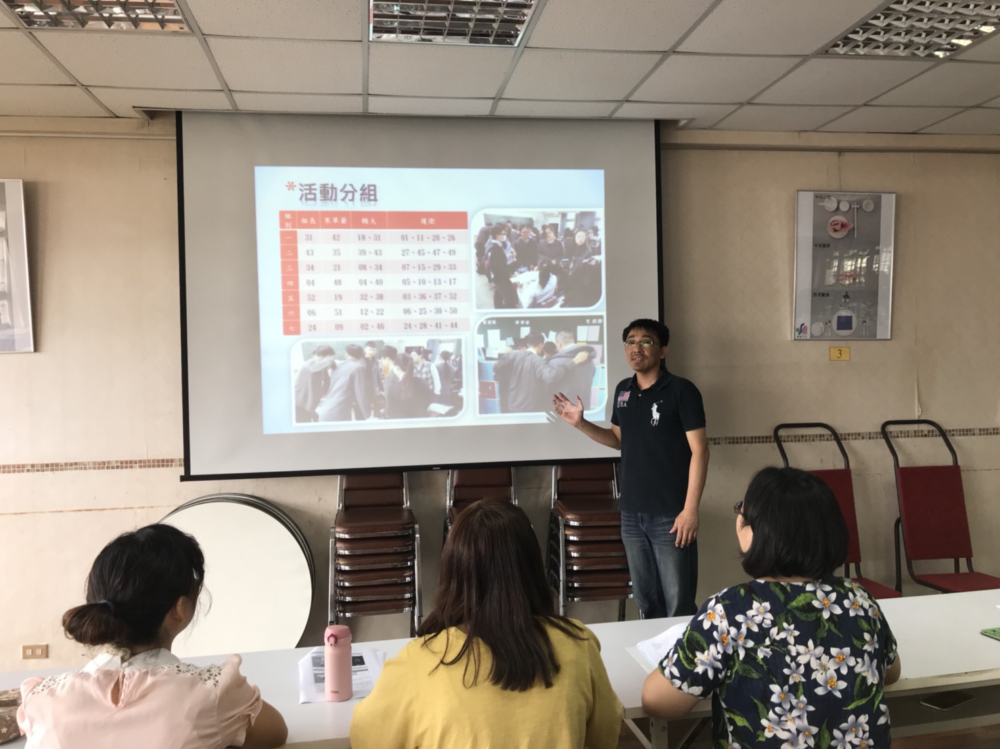 *活動分組
組別 組長 寒單爺 轎夫 護衛
一 31 42 18、31 01、11、20、26
二 43 35 39、43 27、45、47、49
三 34 21 08、34 07、15、29、33
四 04 48 04、40 05、10、13、17
五 52 19 32、38 03、36、37、52
六 06 51 12、22 06、25、30、50
七 24 09 02、46 24、28、41、44
USA
3